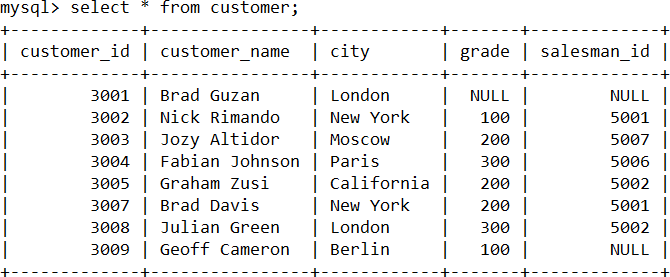 mysql> select * from customer;
+-------------+----------------+------------+-------+-------------+
| customer_id | customer_name  | city       | grade | salesman_id |
+-------------+----------------+------------+-------+-------------+
|        3001 | Brad Guzan     | London     |  NULL |        NULL |
|        3002 | Nick Rimando   | New York   |   100 |        5001 |
|        3003 | Jozy Altidor   | Moscow     |   200 |        5007 |
|        3004 | Fabian Johnson | Paris      |   300 |        5006 |
|        3005 | Graham Zusi    | California |   200 |        5002 |
|        3007 | Brad Davis     | New York   |   200 |        5001 |
|        3008 | Julian Green   | London     |   300 |        5002 |
|        3009 | Geoff Cameron  | Berlin     |   100 |        NULL |
+-------------+----------------+------------+-------+-------------+